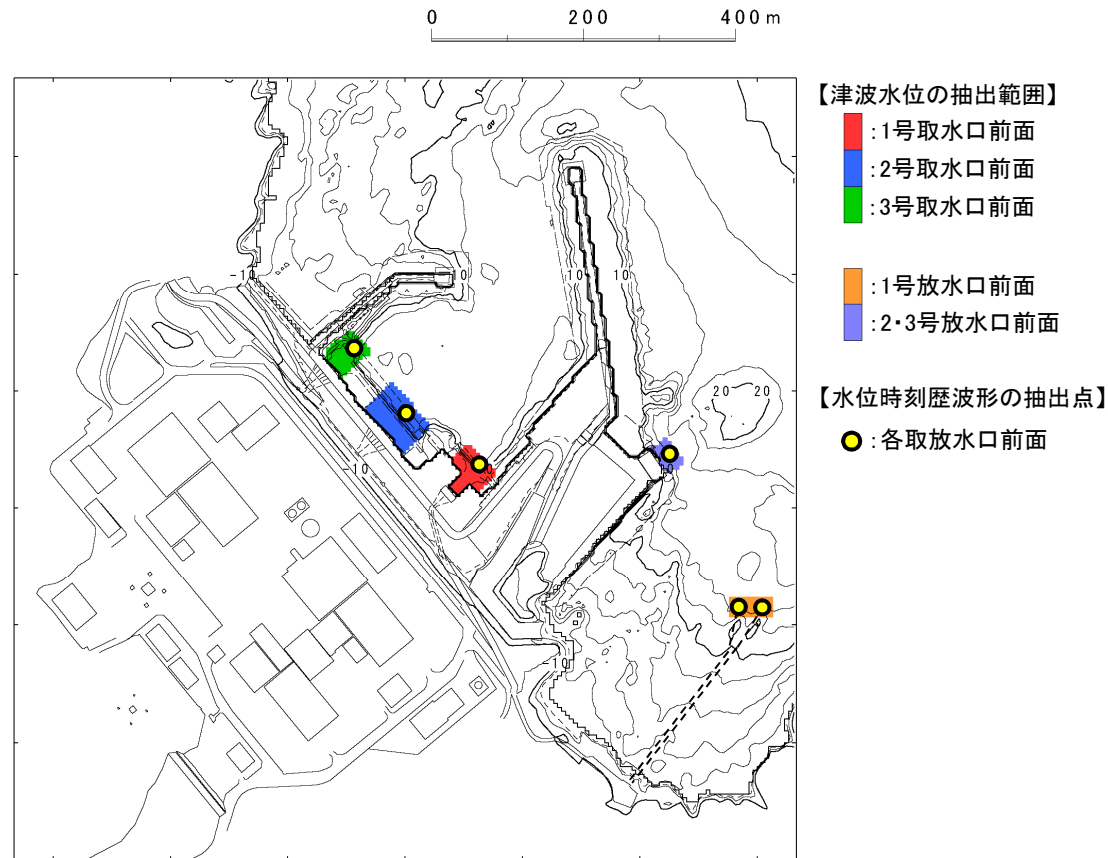 0 200 400m
【津波水位の抽出範囲】
:1号取水口前面
:2号取水口前面
:3号取水口前面
:1号放水口前面
:2・3号放水口前面
【水位時刻歴波形の抽出点】
:各取放水口前面
-10 10 10 10
20 20
-10 10
-10